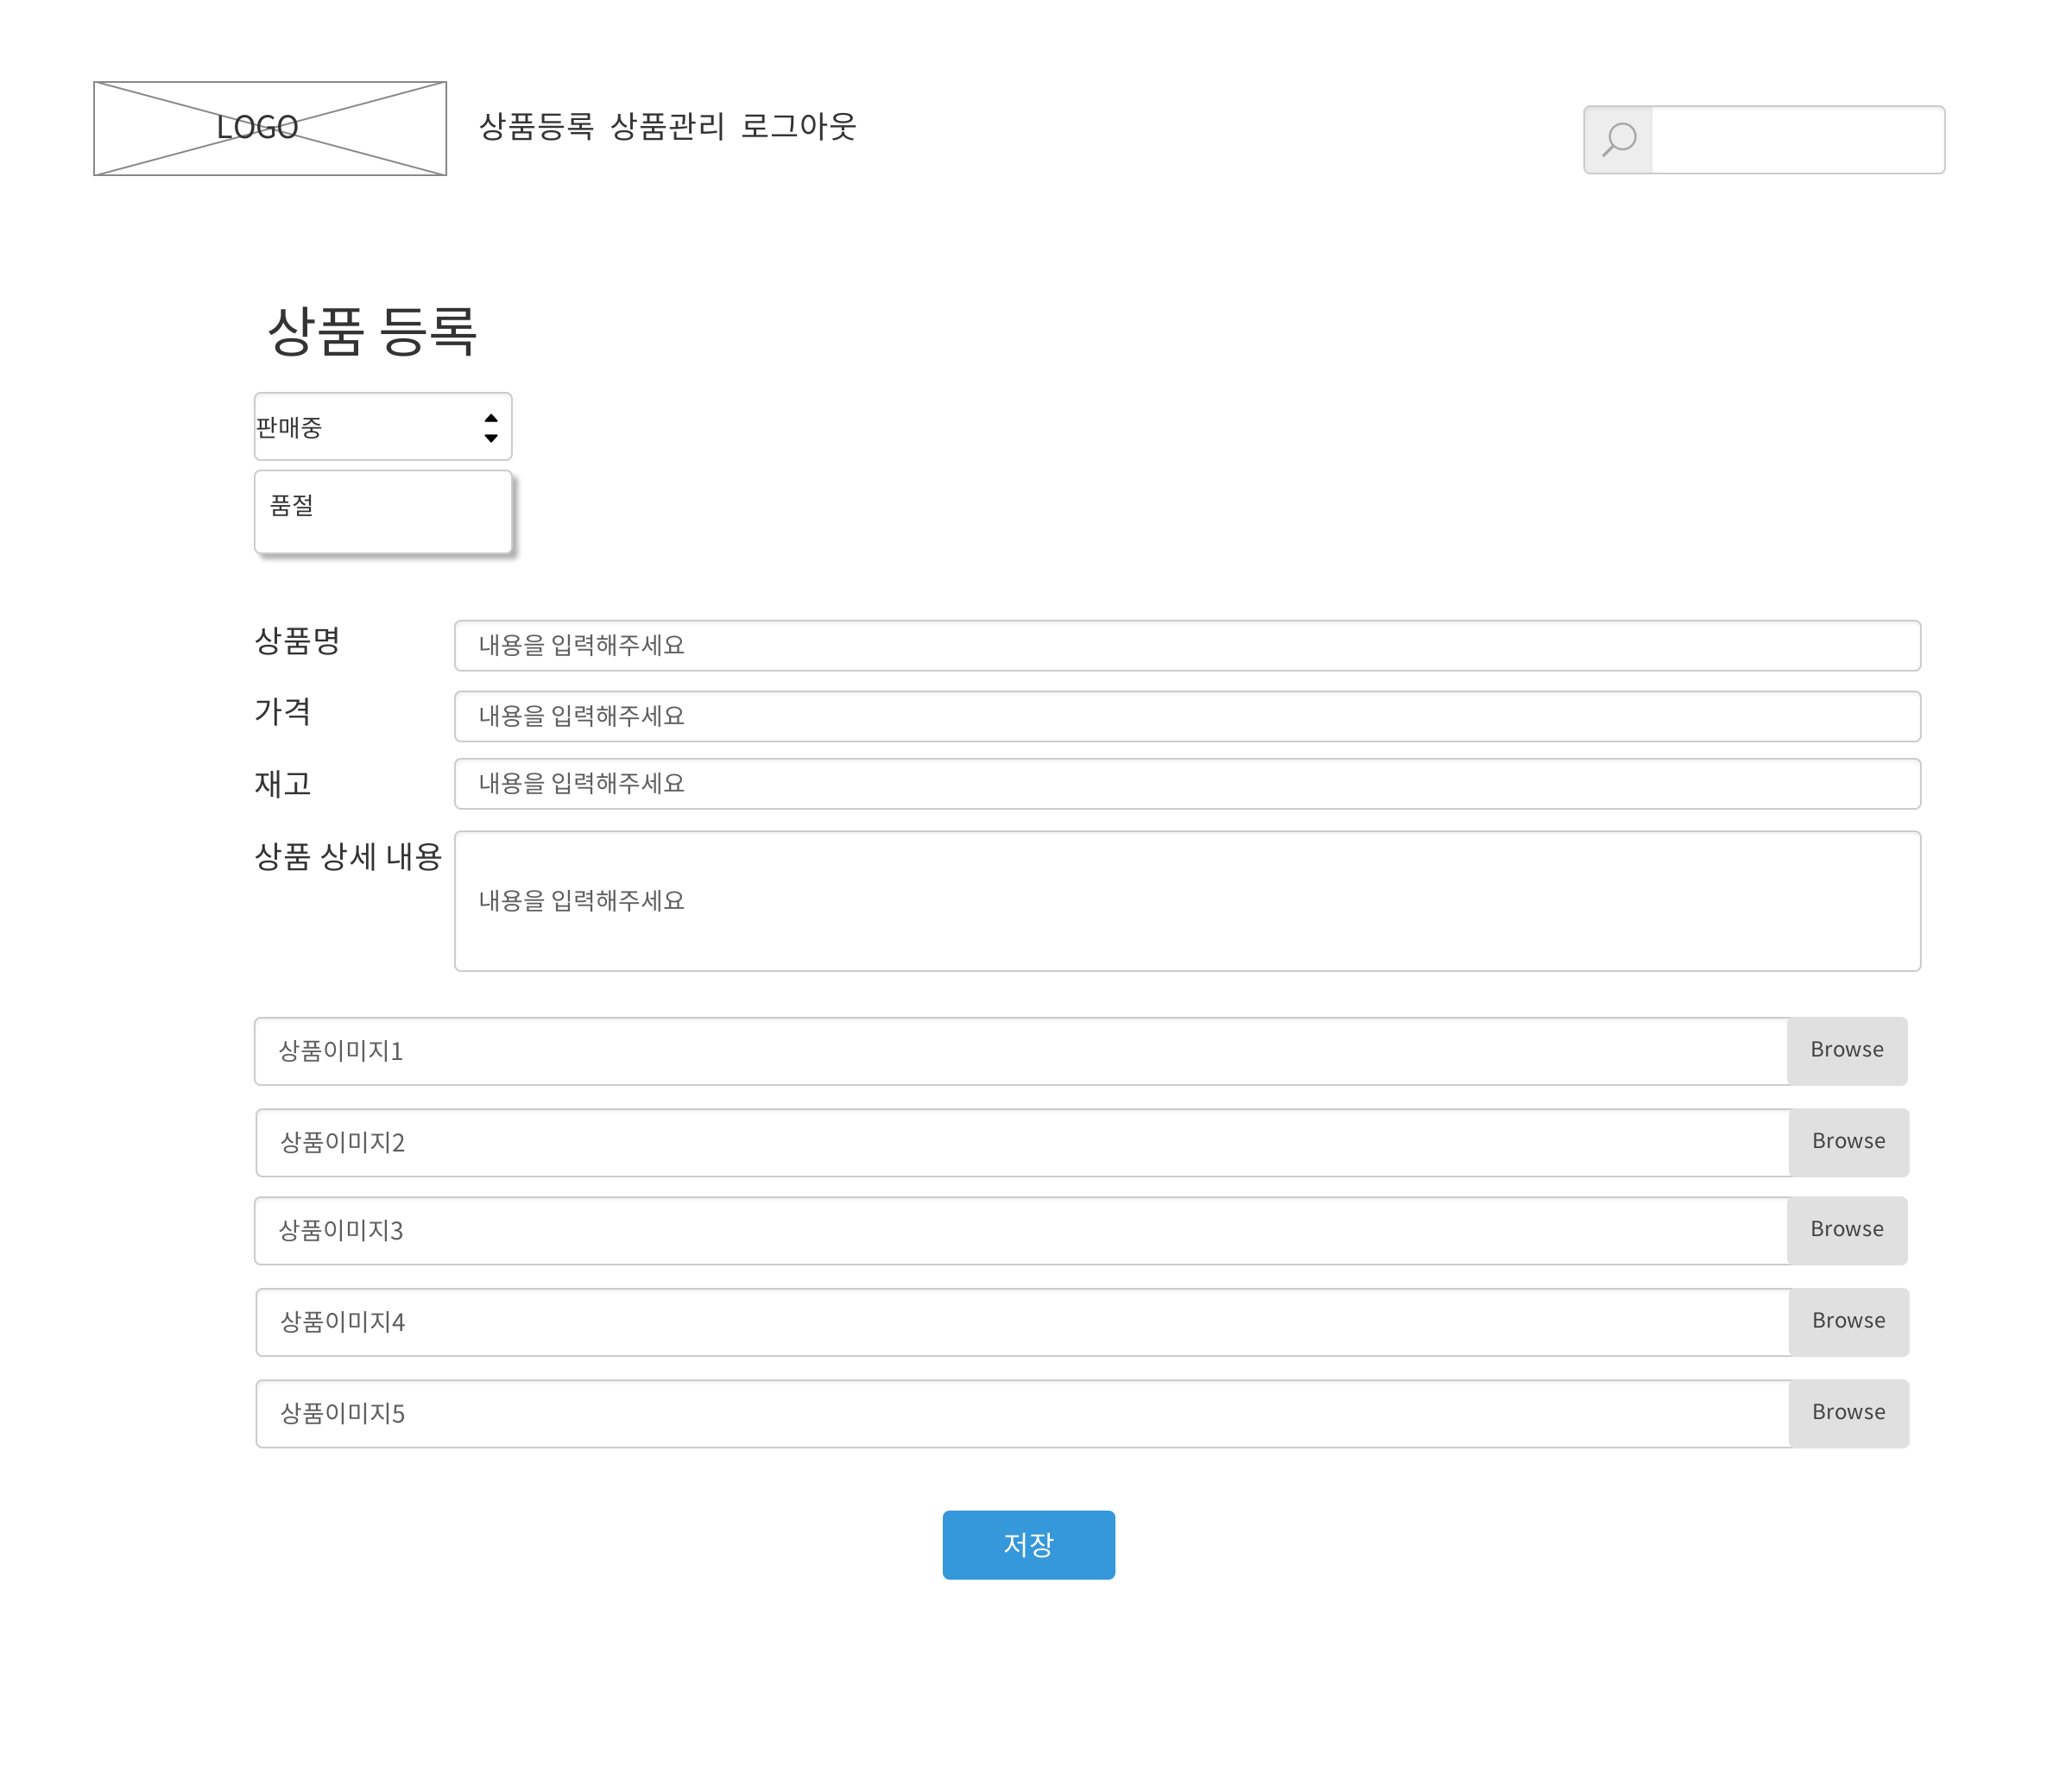 LOGO
상품등록 상품관리 로그아웃
상품 등록
판매중
품절
상품명 내용을 입력해주세요
가격 내용을 입력해주세요
재고 내용을 입력해주세요
상품 상세 내용
내용을 입력해주세요
상품이미지1 Browse
상품이미지2 Browse
상품이미지3 Browse
상품이미지4 Browse
상품이미지5 Browse
저장